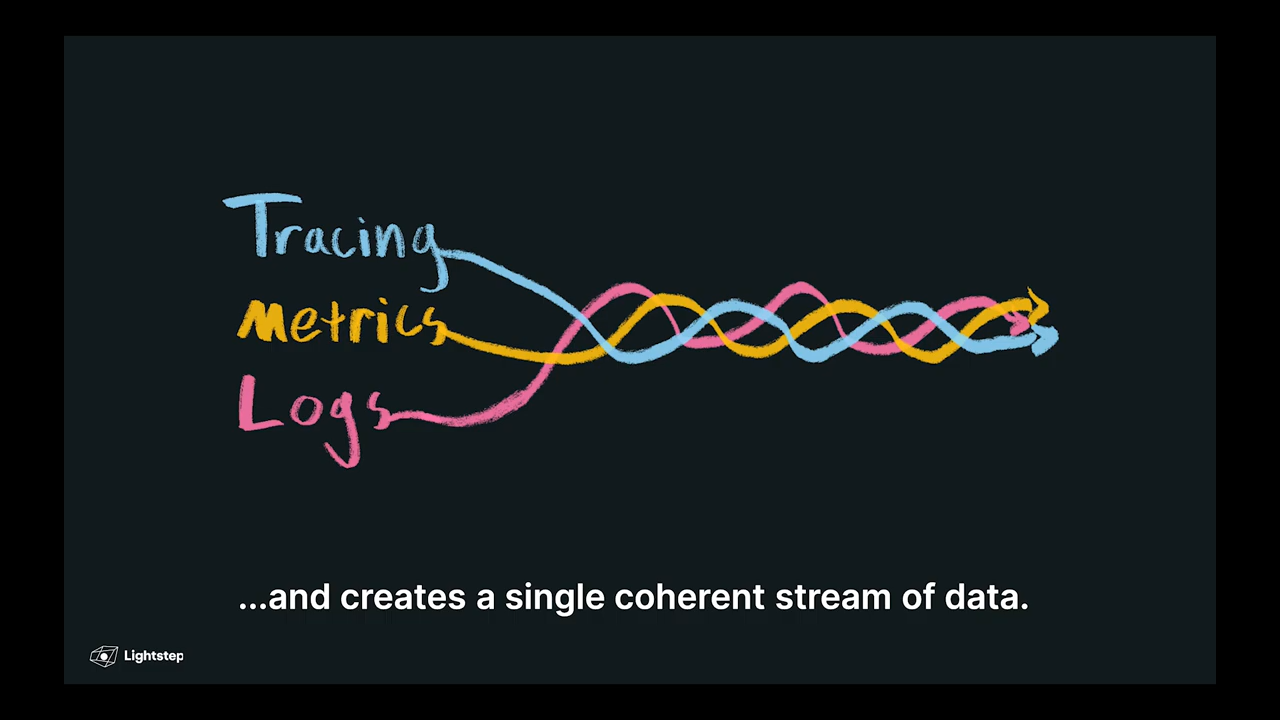 Tracing
Metrics
Logs
...and creates a single coherent stream of data.
Lightstep